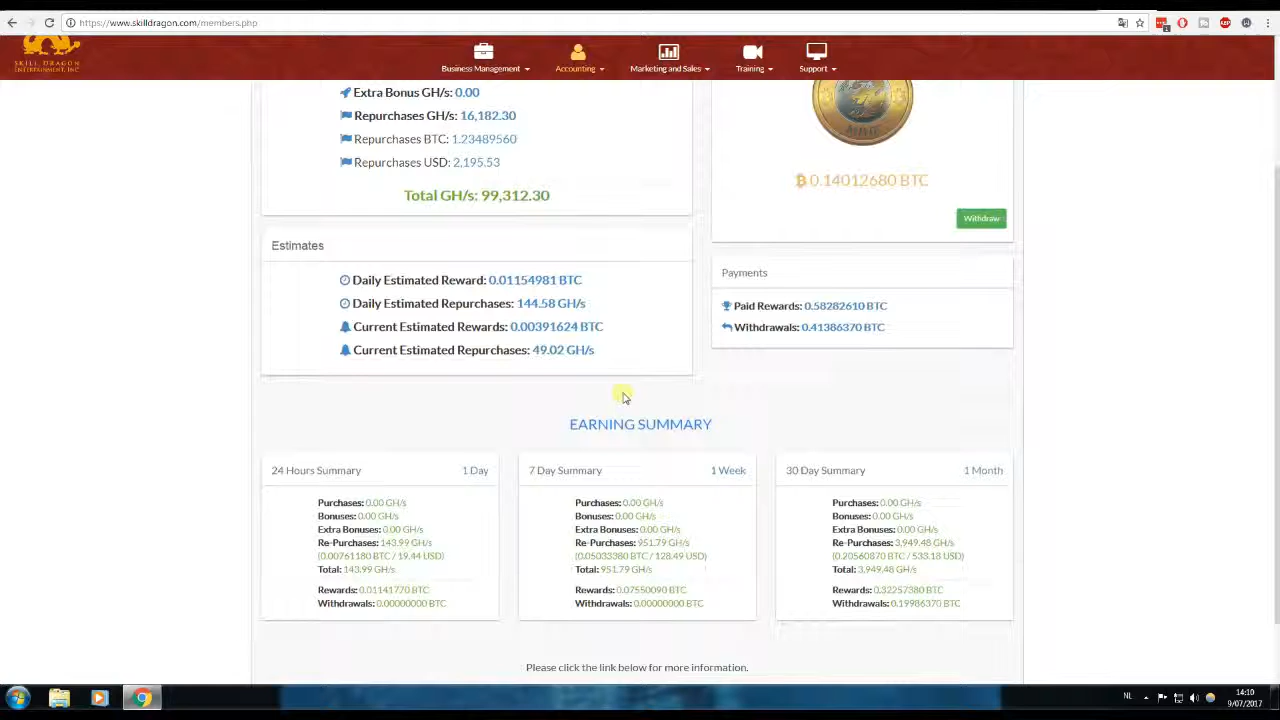 https://www.skilldragon.com/members.php
SKILL DRAGON
ENTERTAINMENT, INC
Business Management
Accounting
Marketing and Sales
Training
Support
Extra Bonus GH/s: 0.00
Repurchases GH/s: 16,182.30
Repurchases BTC: 1.23489560
Repurchases USD: 2,195.53
Total GH/s: 99,312.30
0.14012680 BTC
Withdraw
Estimates
Daily Estimated Reward: 0.01154981 BTC
Daily Estimated Repurchases: 144.58 GH/s
Current Estimated Rewards: 0.00391624 BTC
Current Estimated Repurchases: 49.02 GH/s
Payments
Paid Rewards: 0.58282610 BTC
Withdrawals: 0.41386370 BTC
EARNING SUMMARY
24 Hours Summary 1 Day
Purchases: 0.00 GH/s
Bonuses: 0.00 GH/s
Extra Bonuses: 0.00 GH/s
Re-Purchases: 143.99 GH/s
(0.00761180 BTC / 19.44 USD)
Total: 143.99 GH/s
Rewards: 0.01141770 BTC
Withdrawals: 0.00000000 BTC
7 Day Summary 1 Week
Purchases: 0.00 GH/s
Bonuses: 0.00 GH/s
Extra Bonuses: 0.00 GH/s
Re-Purchases: 951.79 GH/s
(0.05033380 BTC / 128.49 USD)
Total: 951.79 GH/s
Rewards: 0.07550090 BTC
Withdrawals: 0.00000000 BTC
30 Day Summary 1 Month
Purchases: 0.00 GH/s
Bonuses: 0.00 GH/s
Extra Bonuses: 0.00 GH/s
Re-Purchases: 3,949.48 GH/s
(0.20560870 BTC / 533.18 USD)
Total: 3,949.48 GH/s
Rewards: 0.32257380 BTC
Withdrawals: 0.19986370 BTC
Please click the link below for more information.
NL
14:10
9/07/2017